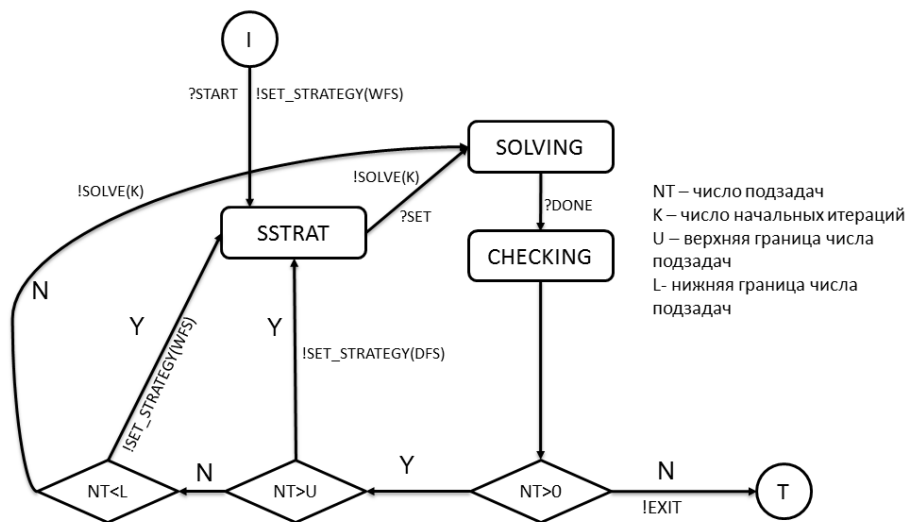 I
?START
!SET_STRATEGY(WFS)
SOLVING
!SOLVE(K)
!SOLVE(K)
?SET
?DONE
SSTRAT
CHECKING
NT – число подзадач
K – число начальных итераций
U – верхняя граница числа
подзадач
L- нижняя граница числа
подзадач
N
Y
Y
!SET_STRATEGY(WFS)
!SET_STRATEGY(DFS)
NT<L
N
NT>U
Y
NT>0
N
!EXIT
T